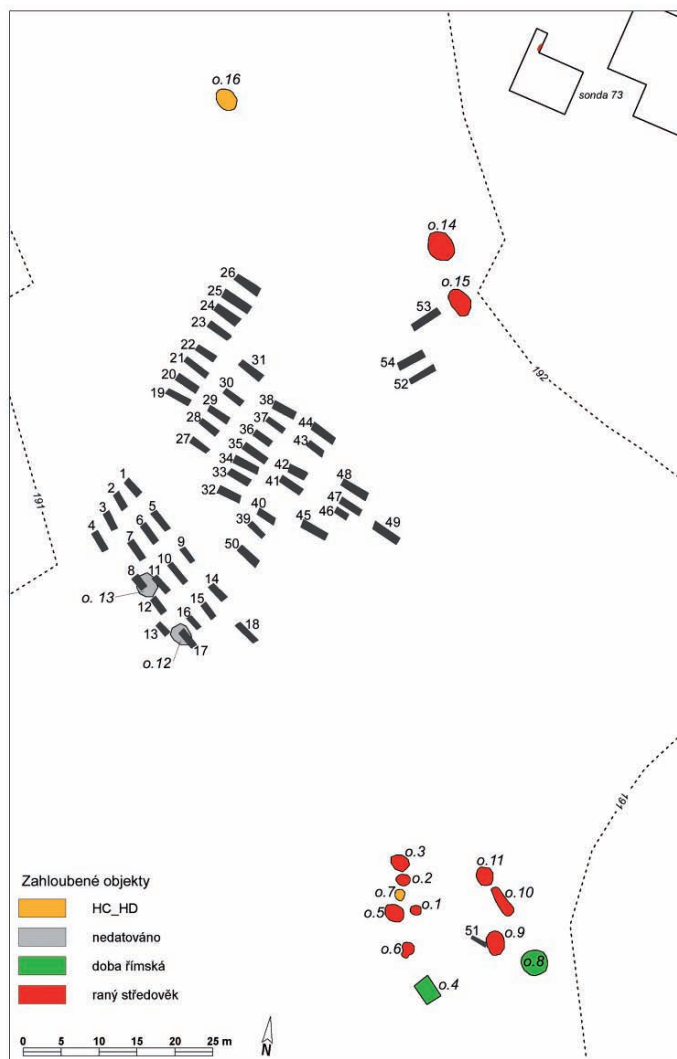 o.16
sonda 73
o.14
o.15
53
54
52
192
26
25
24
23
22
21
20
19
31
30
29
28
27
38
37
36
35
34
33
32
44
43
42
41
40
39
45
48
47
46
49
50
191
1
2
3
4
5
6
7
8
9
10
11
12
13
14
15
16
17
18
o. 13
o.12
191
o.3
o.2
o.7
o.5
o.1
o.6
o.4
o.11
o.10
51
o.9
o.8
Zahloubené objekty
HC_HD
nedatováno
doba římská
raný středověk
0 5 10 15 20 25 m
N